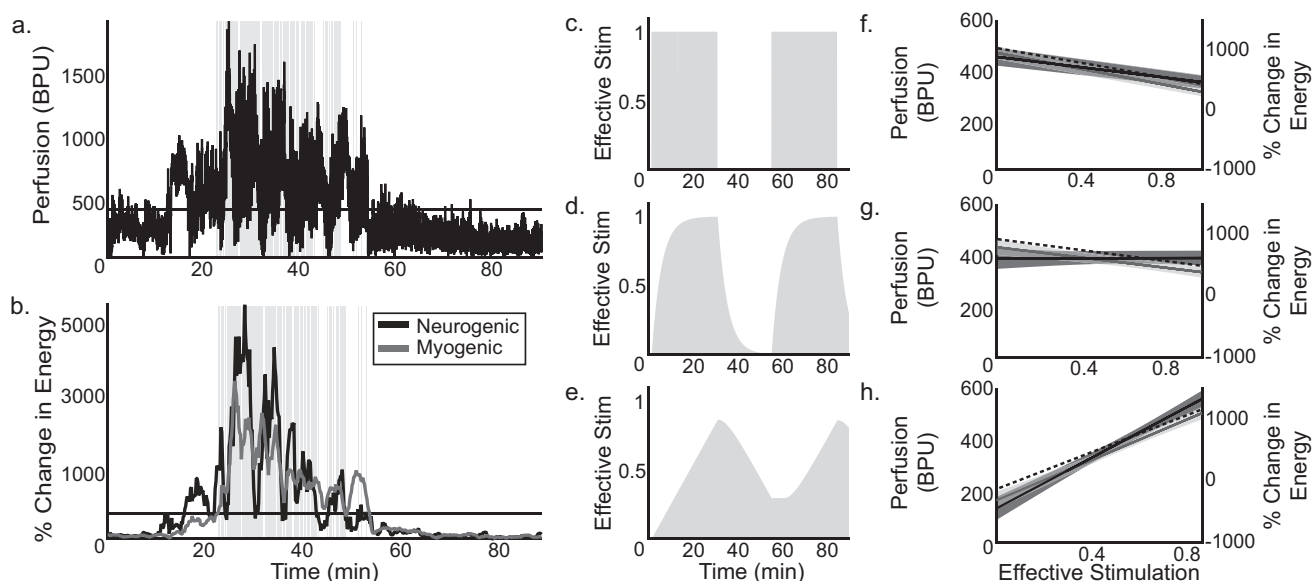 a.
Perfusion (BPU)
1500
1000
500
0
20
40
60
80
b.
% Change in Energy
5000
3000
1000
0
Neurogenic
Myogenic
20
40
60
80
Time (min)
c.
Effective Stim
1
0.5
0
20
40
60
80
d.
Effective Stim
1
0.5
0
20
40
60
80
e.
Effective Stim
1
0.5
0
20
40
60
80
Time (min)
f.
Perfusion
(BPU)
600
400
200
0
0.4
0.8
1000
0
-1000
% Change in
Energy
g.
Perfusion
(BPU)
600
400
200
0
0.4
0.8
1000
0
-1000
% Change in
Energy
h.
Perfusion
(BPU)
600
400
200
0
0.4
0.8
1000
0
-1000
% Change in
Energy
Effective Stimulation